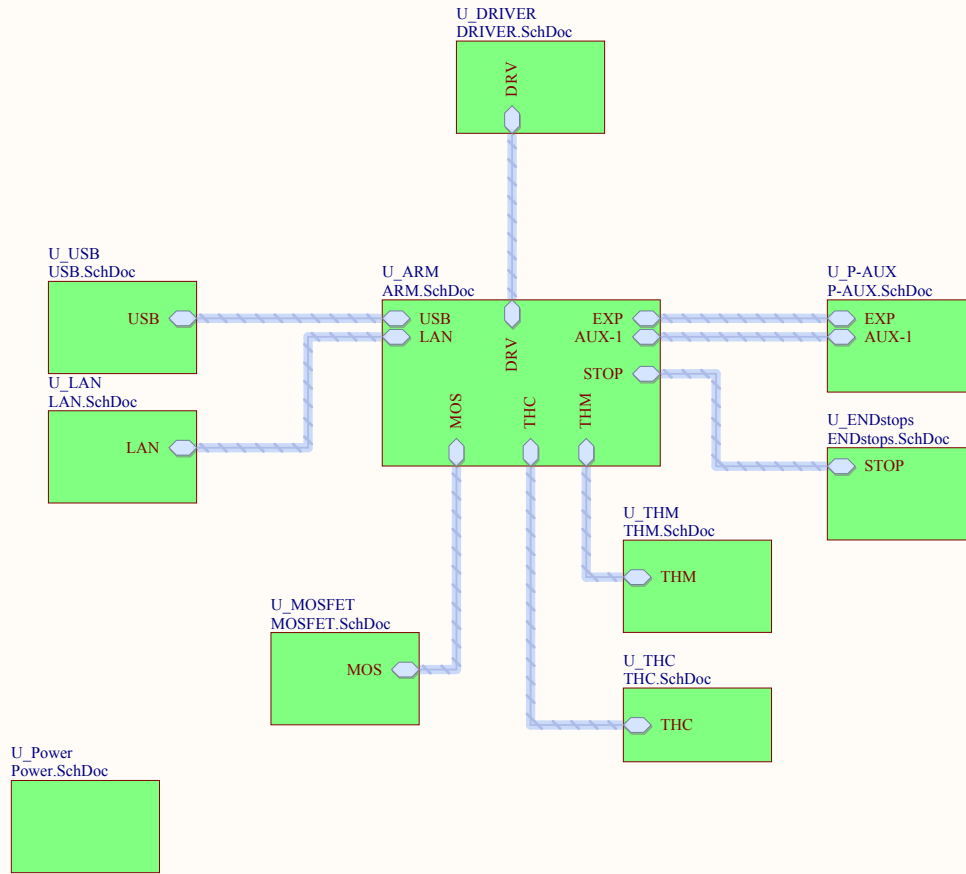 U_DRIVER
DRIVER.SchDoc
DRV
U_USB
USB.SchDoc
USB
U_ARM
ARM.SchDoc
USB
LAN
DRV
EXP
AUX-1
STOP
MOS
THC
THM
U_P-AUX
P-AUX.SchDoc
EXP
AUX-1
U_LAN
LAN.SchDoc
LAN
U_ENDstops
ENDstops.SchDoc
STOP
U_THM
THM.SchDoc
THM
U_MOSFET
MOSFET.SchDoc
MOS
U_THC
THC.SchDoc
THC
U_Power
Power.SchDoc